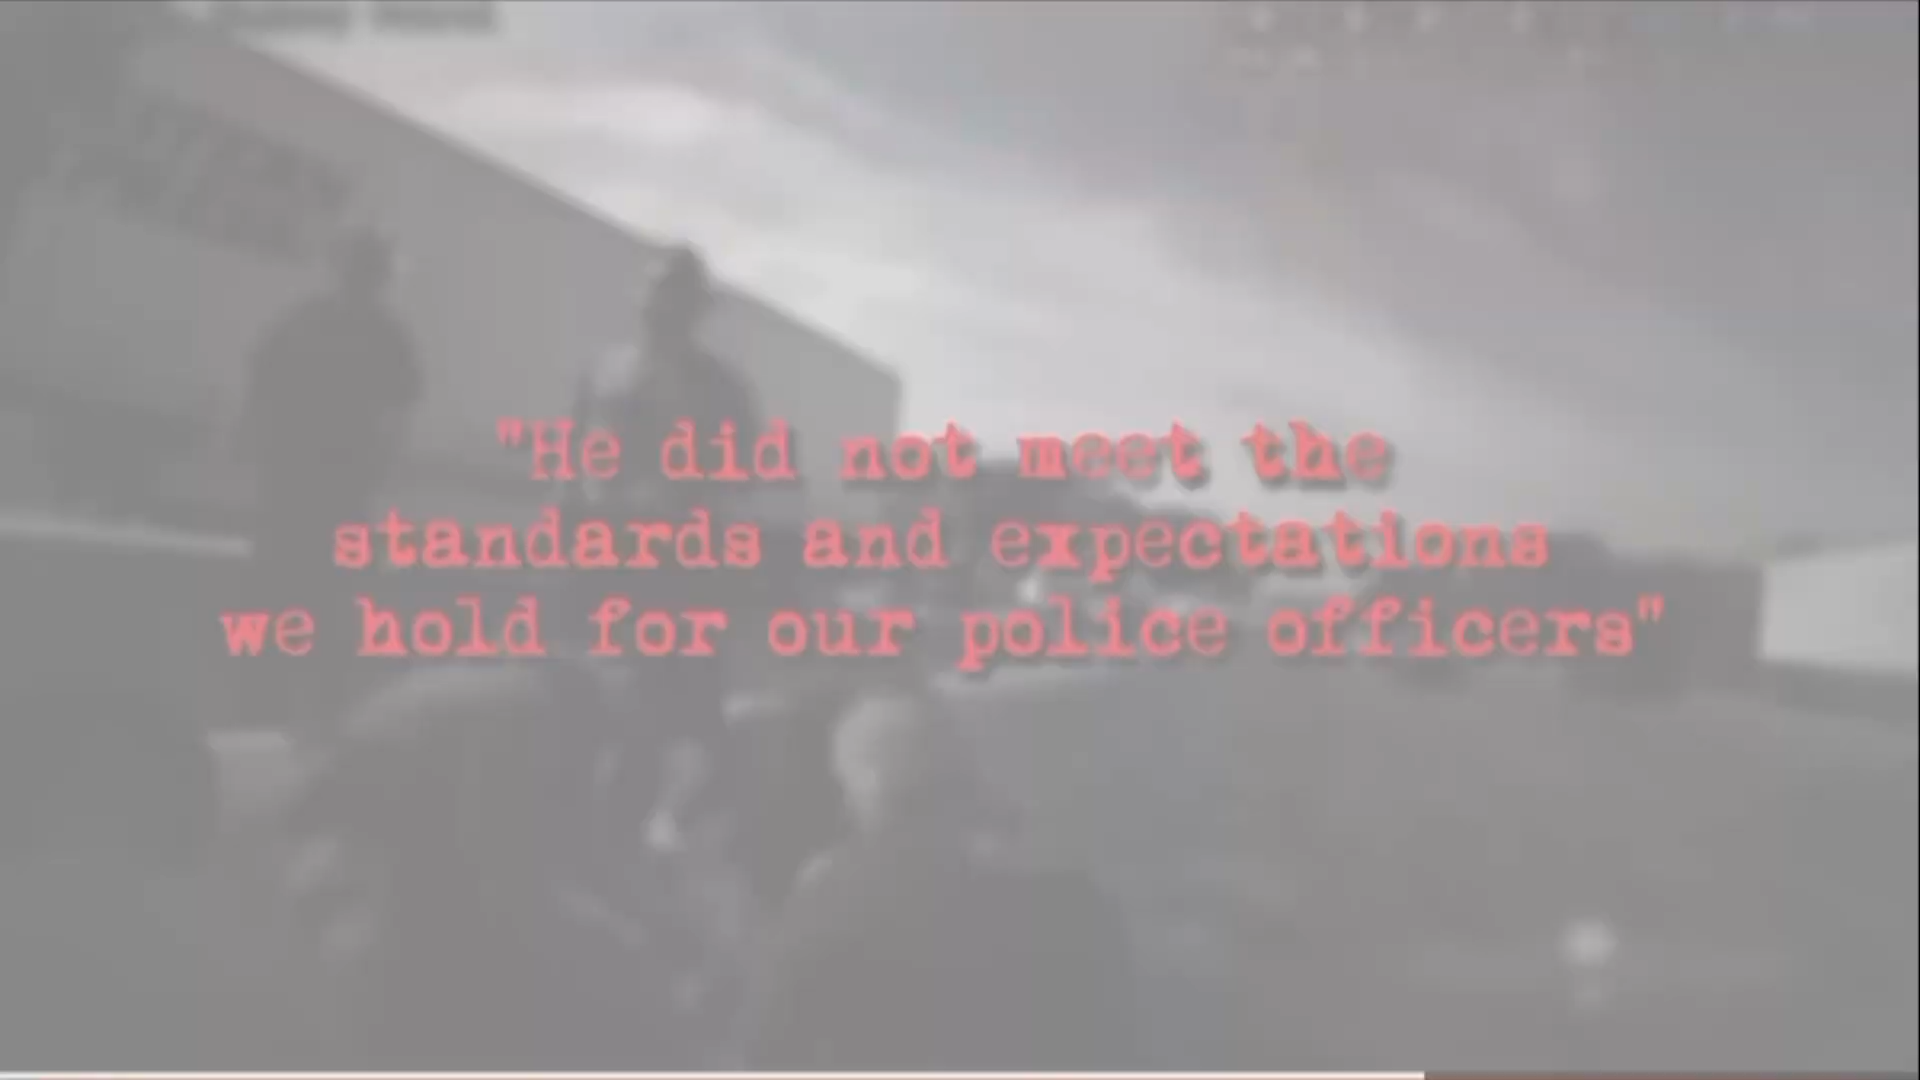 "He did not meet the
standards and expectations
we hold for our police officers"